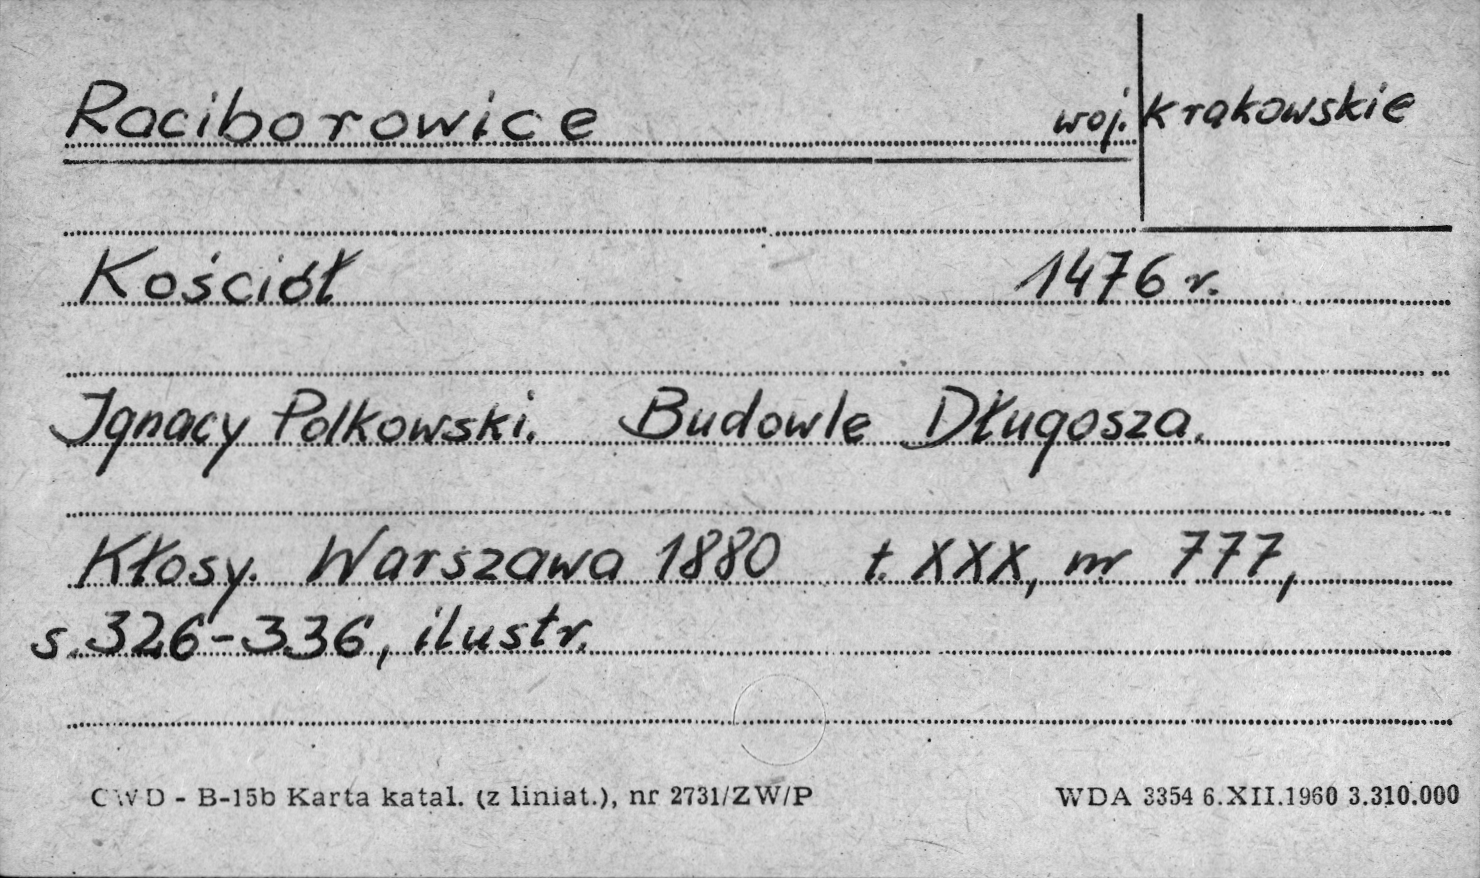 Raciborowice woj. krakowskie
Kościół 1476 r.
Ignacy Polkowski. Budowle Długosza.
Kłosy. Warszawa 1880 t. XXX, nr 777,
s. 326-336, ilustr.
CWD - B-15b Karta katal. (z liniat.), nr 2731/ZW/P WDA 3354 6.XII.1960 3.310.000